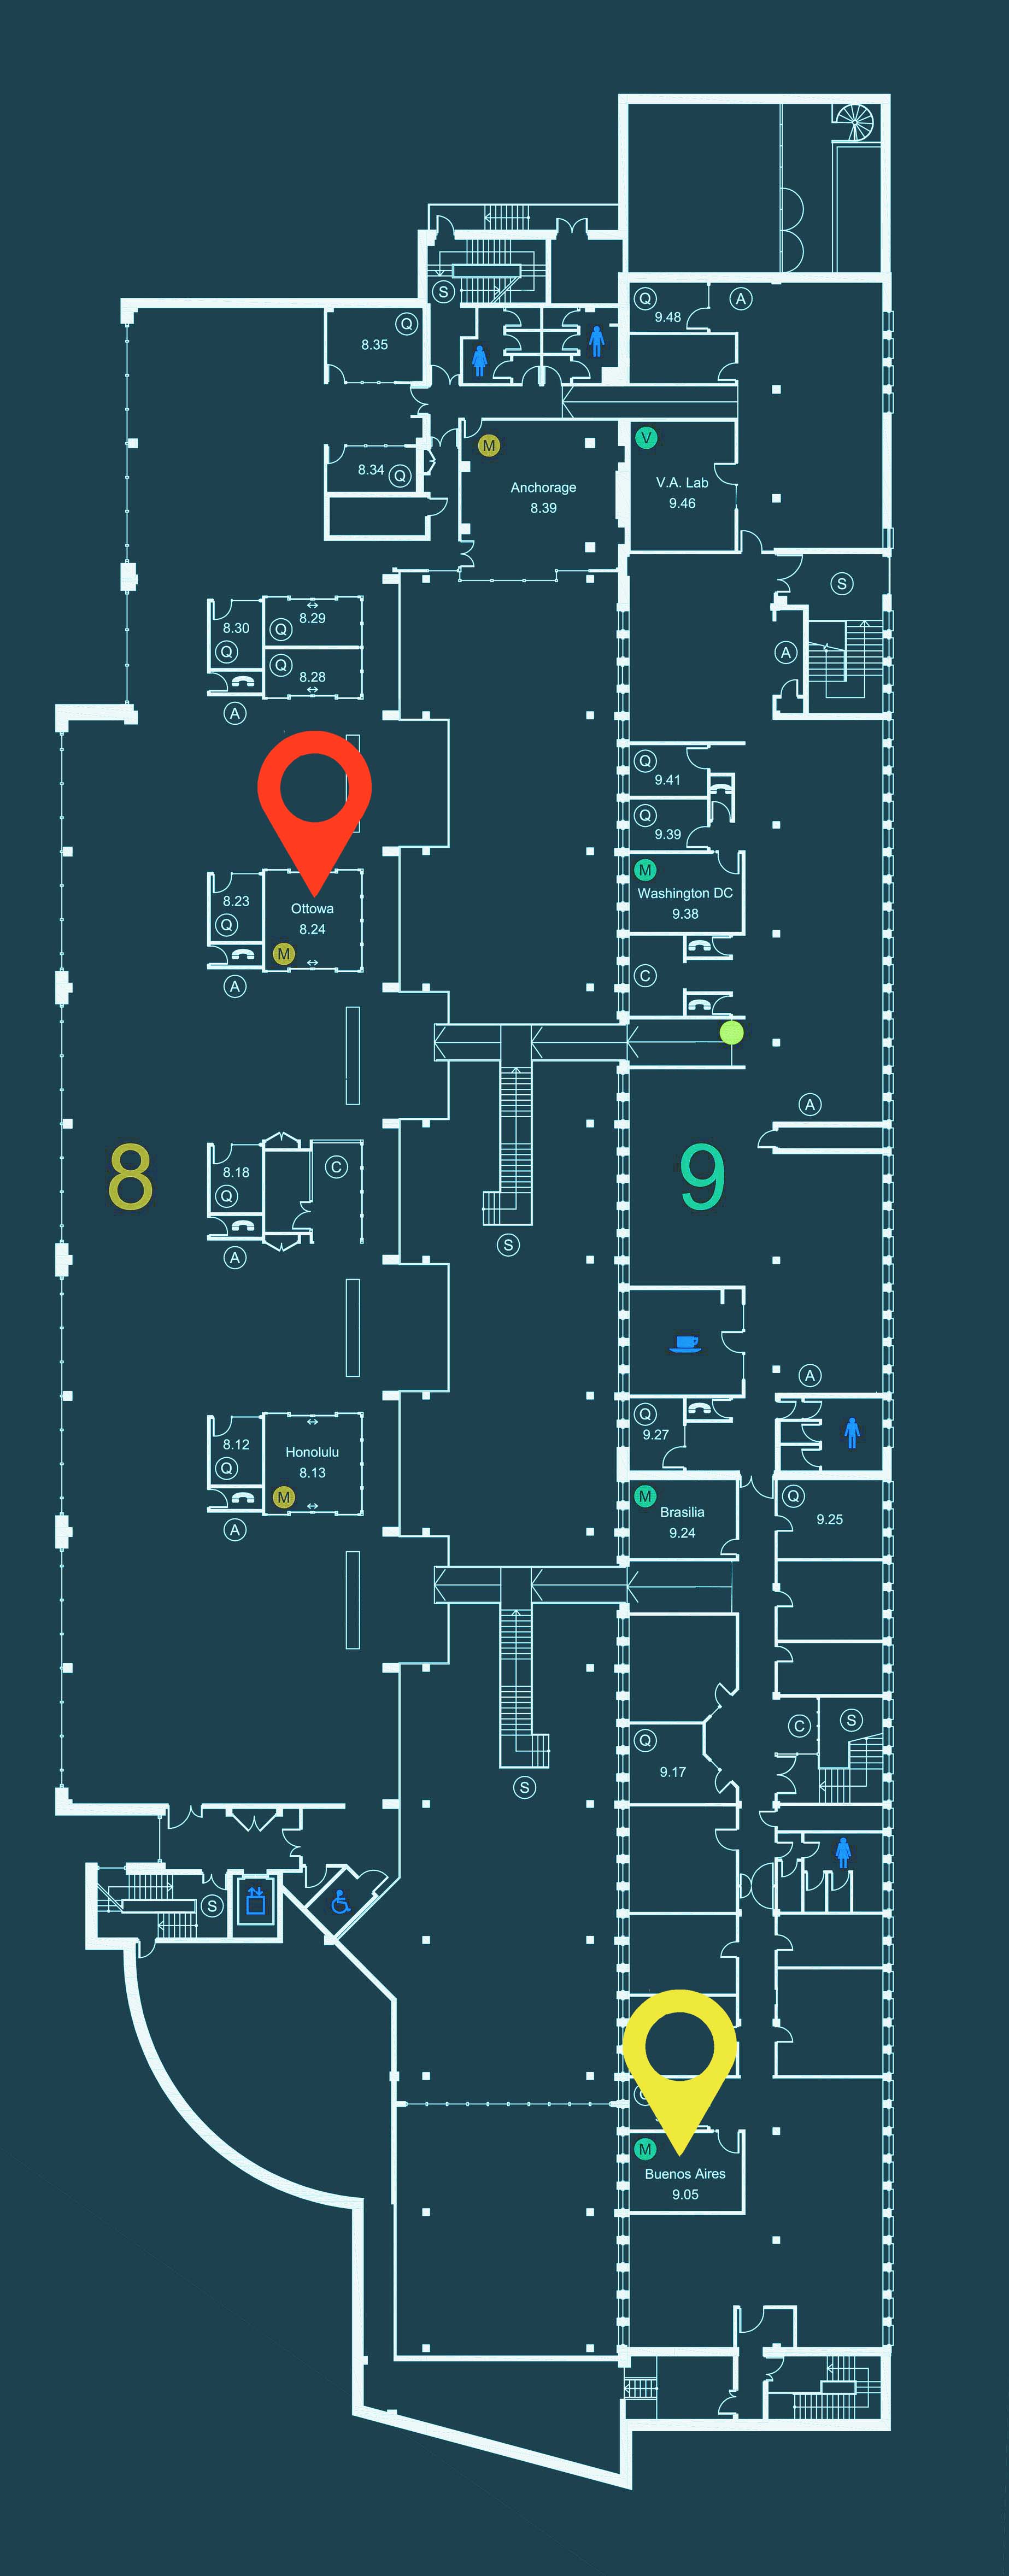 Q
9.48
A
S
Q
8.35
V
V.A. Lab
9.46
M
Anchorage
8.39
8.34
Q
S
A
8.30
Q
8.29
Q
Q
8.28
A
Q
9.41
Q
9.39
M
Washington DC
9.38
C
8.23
Q
Ottowa
8.24
M
A
A
8
8.18
Q
C
A
S
9
A
Q
9.27
8.12
Q
Honolulu
8.13
M
A
M
Brasilia
9.24
Q
9.25
C
S
Q
9.17
S
S
M
Buenos Aires
9.05